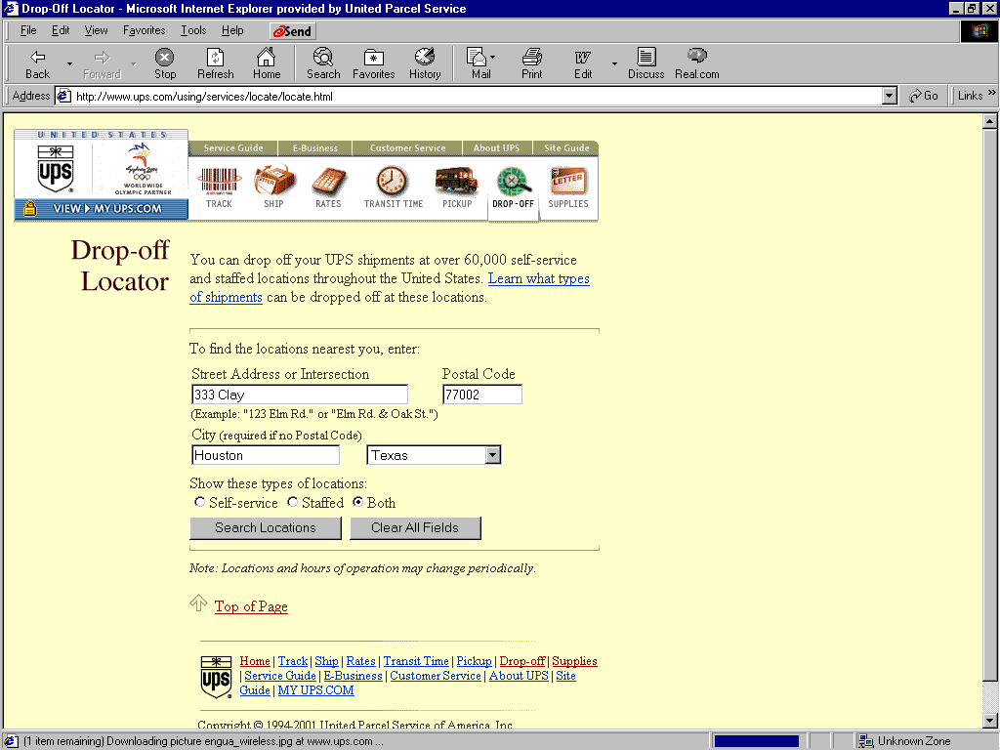 Drop-Off Locator - Microsoft Internet Explorer provided by United Parcel Service
File Edit View Favorites Tools Help eSend
Back Forward Stop Refresh Home Search Favorites History Mail Print Edit Discuss Real.com
Address http://www.ups.com/using/services/locate/locate.html Go Links »
UNITED STATES
Service Guide E-Business Customer Service About UPS Site Guide
ups Sydney 2000
WORLDWIDE
OLYMPIC PARTNER
LETTER
TRACK SHIP RATES TRANSIT TIME PICKUP DROP-OFF SUPPLIES
VIEW MY UPS.COM
Drop-off
Locator
You can drop off your UPS shipments at over 60,000 self-service
and staffed locations throughout the United States. Learn what types
of shipments can be dropped off at these locations.
To find the locations nearest you, enter:
Street Address or Intersection Postal Code
333 Clay 77002
(Example: "123 Elm Rd." or "Elm Rd. & Oak St.")
City (required if no Postal Code)
Houston Texas
Show these types of locations:
Self-service Staffed Both
Search Locations Clear All Fields
Note: Locations and hours of operation may change periodically.
Top of Page
ups
Home | Track | Ship | Rates | Transit Time | Pickup | Drop-off | Supplies
| Service Guide | E-Business | Customer Service | About UPS | Site
Guide | MY UPS.COM
Copyright © 1994-2001 United Parcel Service of America, Inc.
(1 item remaining) Downloading picture engua_wireless.jpg at www.ups.com ... Unknown Zone